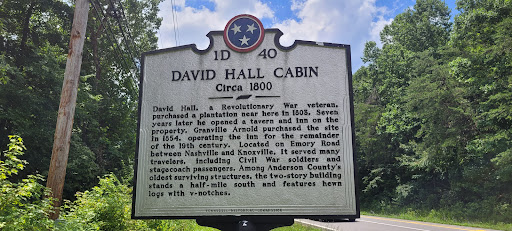 1D 40
DAVID HALL CABIN
Circa 1800
David Hall, a Revolutionary War veteran,
purchased a plantation near here in 1805. Seven
years later he opened a tavern and inn on the
property. Granville Arnold purchased the site
in 1854, operating the inn for the remainder
of the 19th century. Located on Emory Road
between Nashville and Knoxville, it served many
travelers, including Civil War soldiers and
stagecoach passengers. Among Anderson County's
oldest surviving structures, the two-story building
stands a half-mile south and features hewn
logs with v-notches.
TENNESSEE HISTORICAL COMMISSION